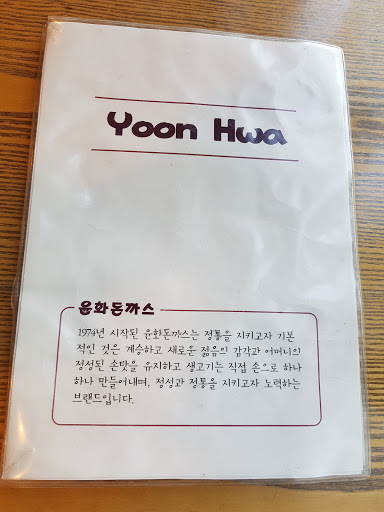 Yoon Hwa
윤화돈까스
1974년 시작된 윤화돈까스는 정통을 지키고자 기본
적인 것은 계승하고 새로운 젊음의 감각과 어머니의
정성된 손맛을 유지하고 생고기는 직접 손으로 하나
하나 만들어내며, 정성과 정통을 지키고자 노력하는
브랜드입니다.